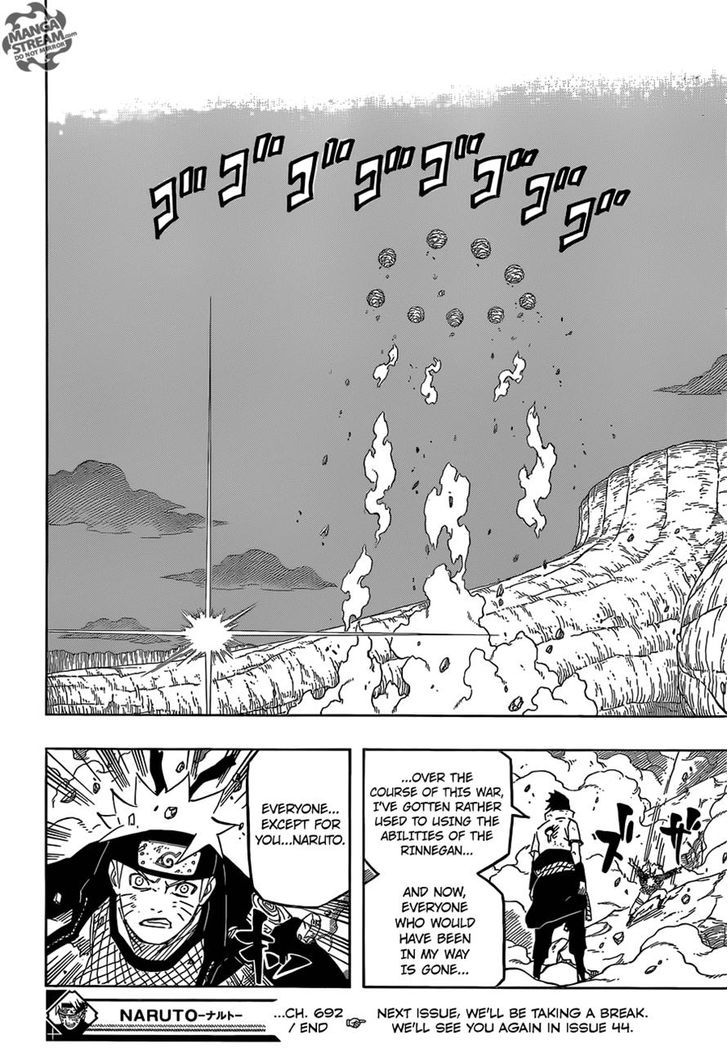 MANGA
STREAM
DO NOT MIRROR
ゴゴゴゴゴゴゴゴ
ズザ
...OVER THE
COURSE OF THIS WAR,
I'VE GOTTEN RATHER
USED TO USING THE
ABILITIES OF THE
RINNEGAN...
AND NOW,
EVERYONE
WHO WOULD
HAVE BEEN
IN MY WAY
IS GONE...
EVERYONE...
EXCEPT FOR
YOU...NARUTO.
NARUTO-ナルト-
...CH. 692
/ END
☞ NEXT ISSUE, WE'LL BE TAKING A BREAK.
WE'LL SEE YOU AGAIN IN ISSUE 44.